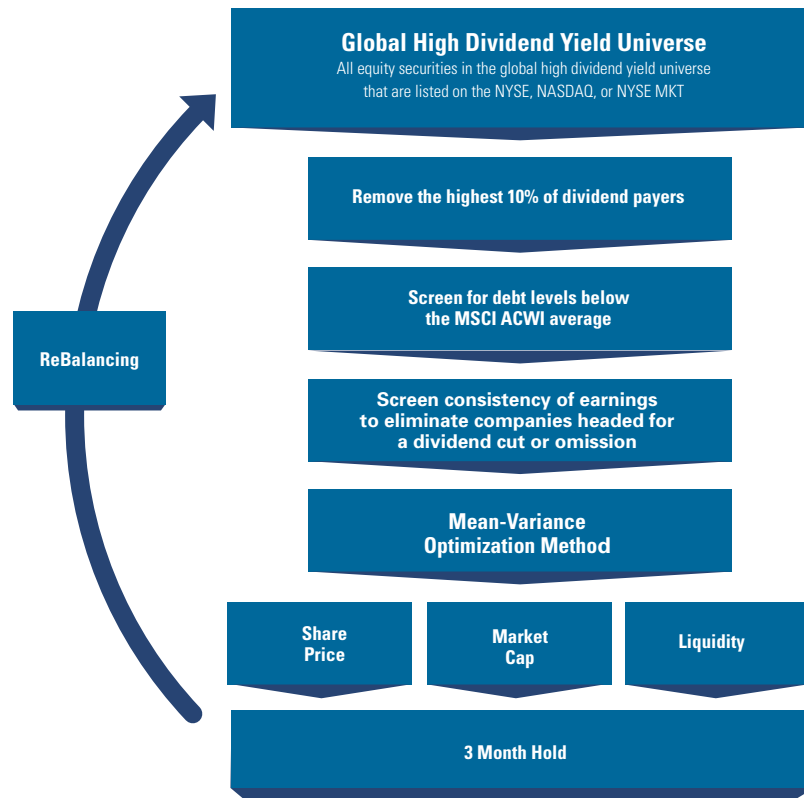 Global High Dividend Yield Universe
All equity securities in the global high dividend yield universe
that are listed on the NYSE, NASDAQ, or NYSE MKT
Remove the highest 10% of dividend payers
Screen for debt levels below
the MSCI ACWI average
ReBalancing
Screen consistency of earnings
to eliminate companies headed for
a dividend cut or omission
Mean-Variance
Optimization Method
Share
Price
Market
Cap
Liquidity
3 Month Hold